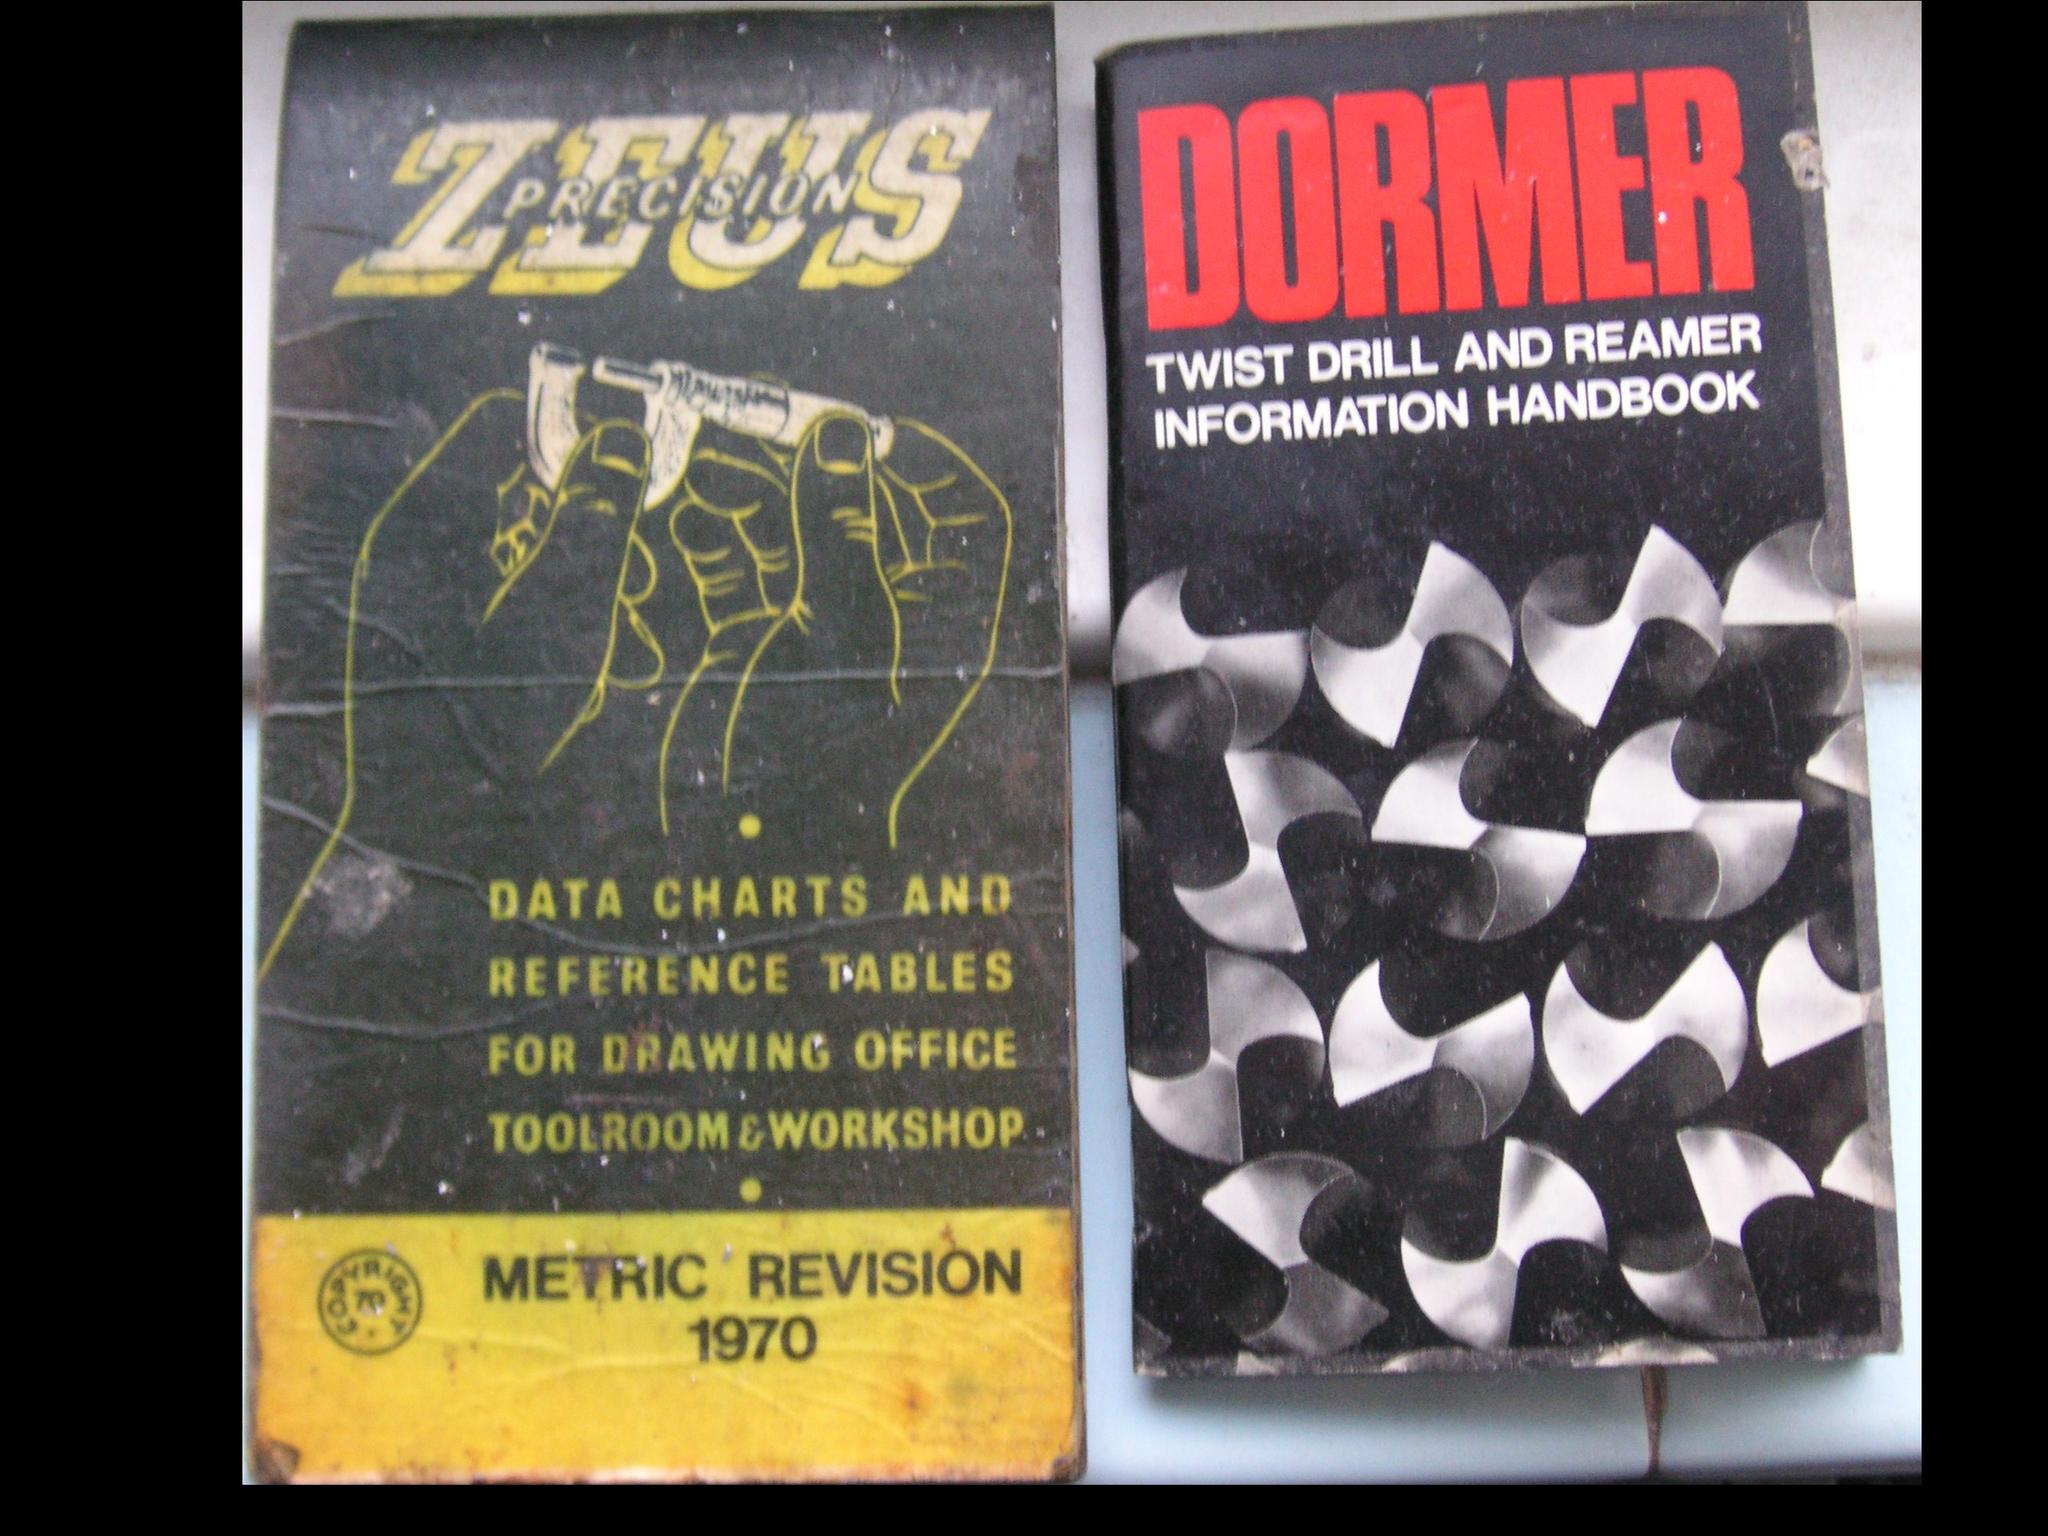 ZEUS
PRECISION
DATA CHARTS AND
REFERENCE TABLES
FOR DRAWING OFFICE
TOOLROOM & WORKSHOP
COPYRIGHT
70
METRIC REVISION
1970
DORMER
TWIST DRILL AND REAMER
INFORMATION HANDBOOK